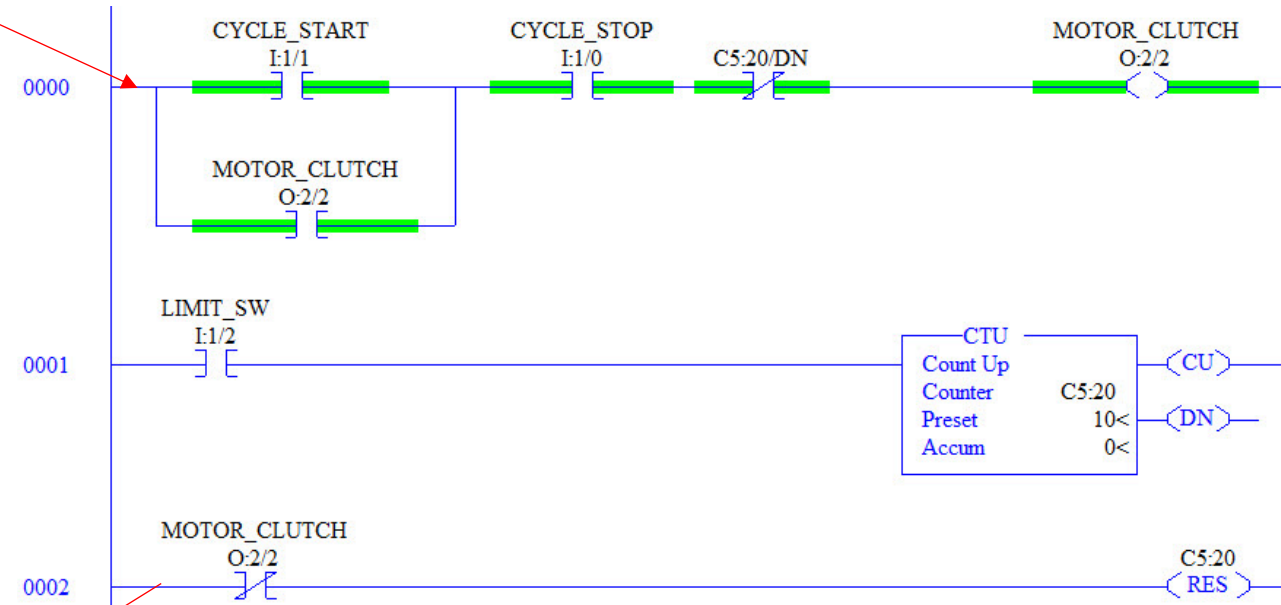 CYCLE_START
I:1/1
CYCLE_STOP
I:1/0
C5:20/DN
MOTOR_CLUTCH
O:2/2
0000
MOTOR_CLUTCH
O:2/2
LIMIT_SW
I:1/2
0001
CTU
Count Up
Counter C5:20
Preset 10<
Accum 0<
CU
DN
MOTOR_CLUTCH
O:2/2
0002
C5:20
RES